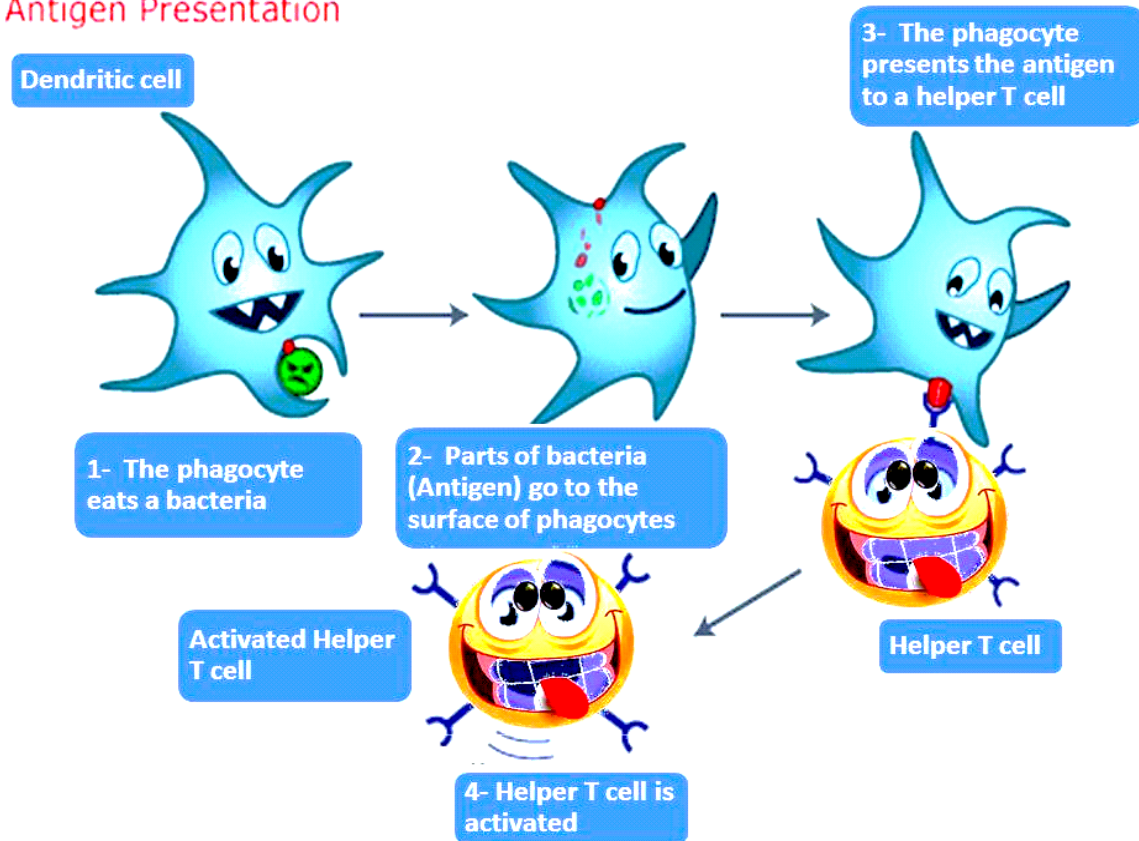 Antigen Presentation
Dendritic cell
3-  The phagocyte
presents the antigen
to a helper T cell
1-  The phagocyte
eats a bacteria
2-  Parts of bacteria
(Antigen) go to the
surface of phagocytes
Activated Helper
T cell
Helper T cell
4- Helper T cell is
activated